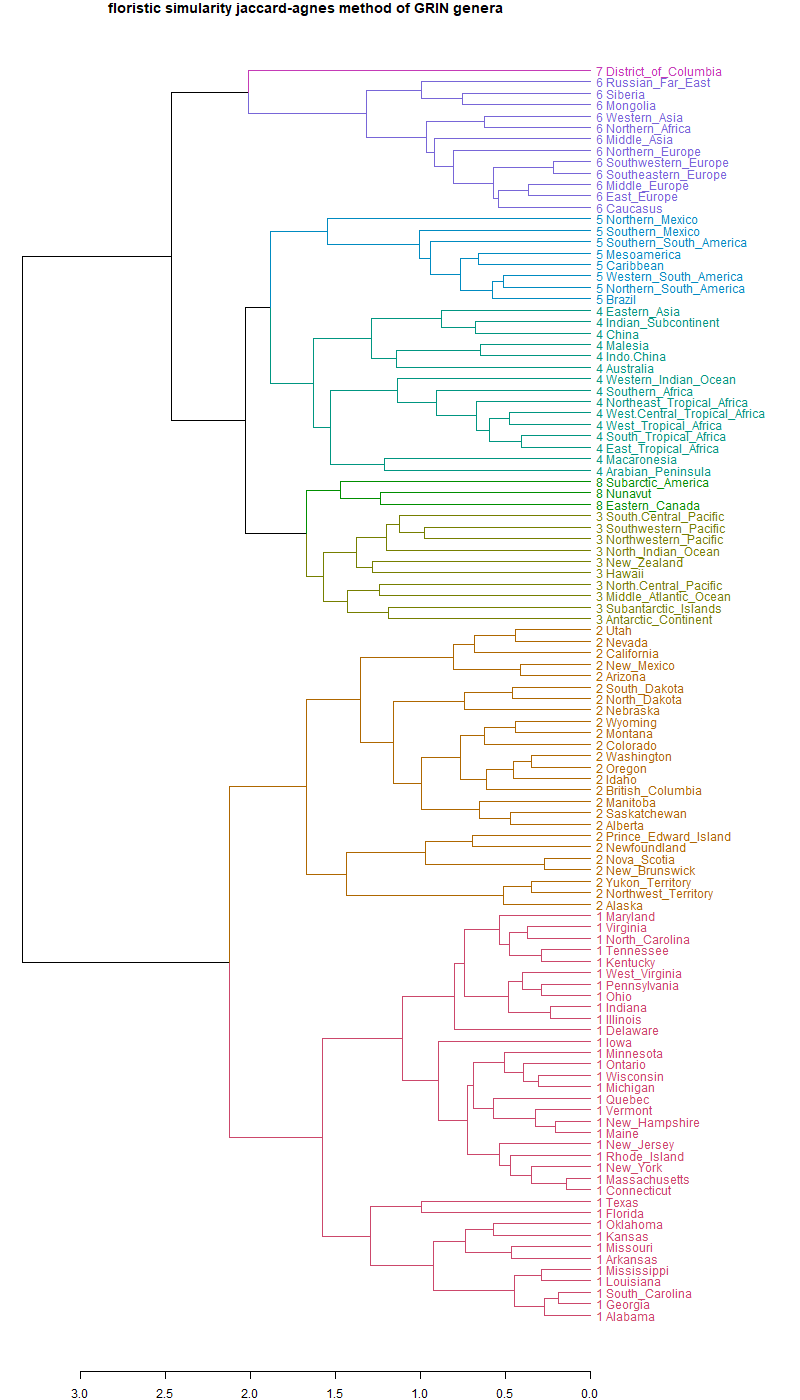 floristic simularity jaccard-agnes method of GRIN genera
7 District_of_Columbia
6 Russian_Far_East
6 Siberia
6 Mongolia
6 Western_Asia
6 Northern_Africa
6 Middle_Asia
6 Northern_Europe
6 Southwestern_Europe
6 Southeastern_Europe
6 Middle_Europe
6 East_Europe
6 Caucasus
5 Northern_Mexico
5 Southern_Mexico
5 Southern_South_America
5 Mesoamerica
5 Caribbean
5 Western_South_America
5 Northern_South_America
5 Brazil
4 Eastern_Asia
4 Indian_Subcontinent
4 China
4 Malesia
4 Indo.China
4 Australia
4 Western_Indian_Ocean
4 Southern_Africa
4 Northeast_Tropical_Africa
4 West.Central_Tropical_Africa
4 West_Tropical_Africa
4 South_Tropical_Africa
4 East_Tropical_Africa
4 Macaronesia
4 Arabian_Peninsula
8 Subarctic_America
8 Nunavut
8 Eastern_Canada
3 South.Central_Pacific
3 Southwestern_Pacific
3 Northwestern_Pacific
3 North_Indian_Ocean
3 New_Zealand
3 Hawaii
3 North.Central_Pacific
3 Middle_Atlantic_Ocean
3 Subantarctic_Islands
3 Antarctic_Continent
2 Utah
2 Nevada
2 California
2 New_Mexico
2 Arizona
2 South_Dakota
2 North_Dakota
2 Nebraska
2 Wyoming
2 Montana
2 Colorado
2 Washington
2 Oregon
2 Idaho
2 British_Columbia
2 Manitoba
2 Saskatchewan
2 Alberta
2 Prince_Edward_Island
2 Newfoundland
2 Nova_Scotia
2 New_Brunswick
2 Yukon_Territory
2 Northwest_Territory
2 Alaska
1 Maryland
1 Virginia
1 North_Carolina
1 Tennessee
1 Kentucky
1 West_Virginia
1 Pennsylvania
1 Ohio
1 Indiana
1 Illinois
1 Delaware
1 Iowa
1 Minnesota
1 Ontario
1 Wisconsin
1 Michigan
1 Quebec
1 Vermont
1 New_Hampshire
1 Maine
1 New_Jersey
1 Rhode_Island
1 New_York
1 Massachusetts
1 Connecticut
1 Texas
1 Florida
1 Oklahoma
1 Kansas
1 Missouri
1 Arkansas
1 Mississippi
1 Louisiana
1 South_Carolina
1 Georgia
1 Alabama
3.0 2.5 2.0 1.5 1.0 0.5 0.0